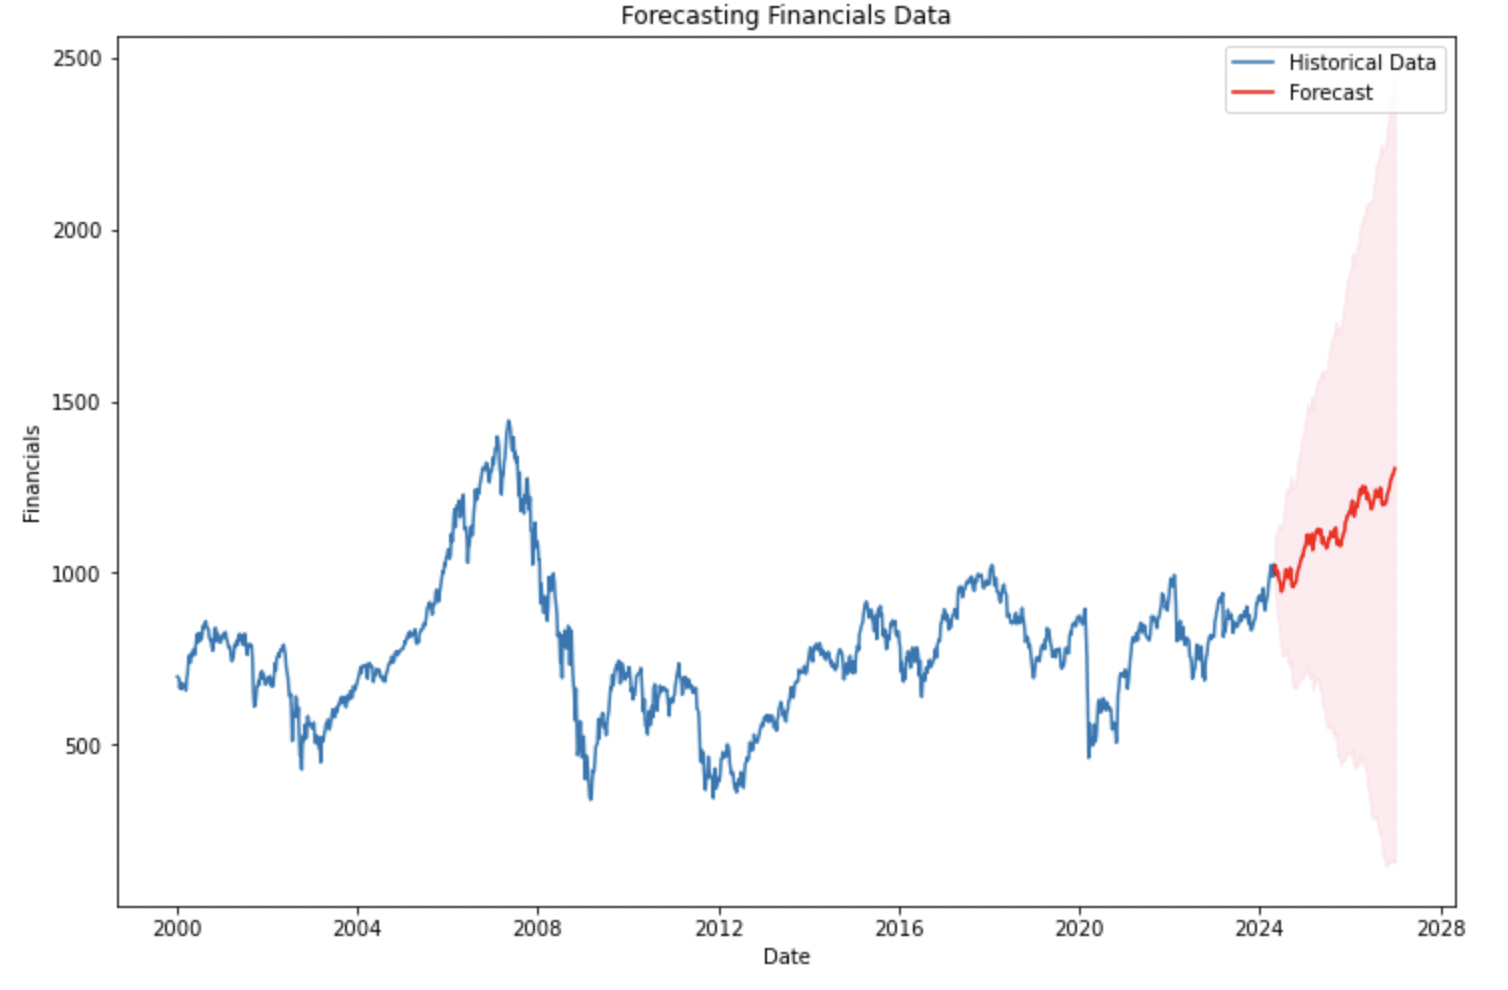 Forecasting Financials Data
Historical Data
Forecast
2500
2000
1500
1000
500
Financials
2000 2004 2008 2012 2016 2020 2024 2028
Date